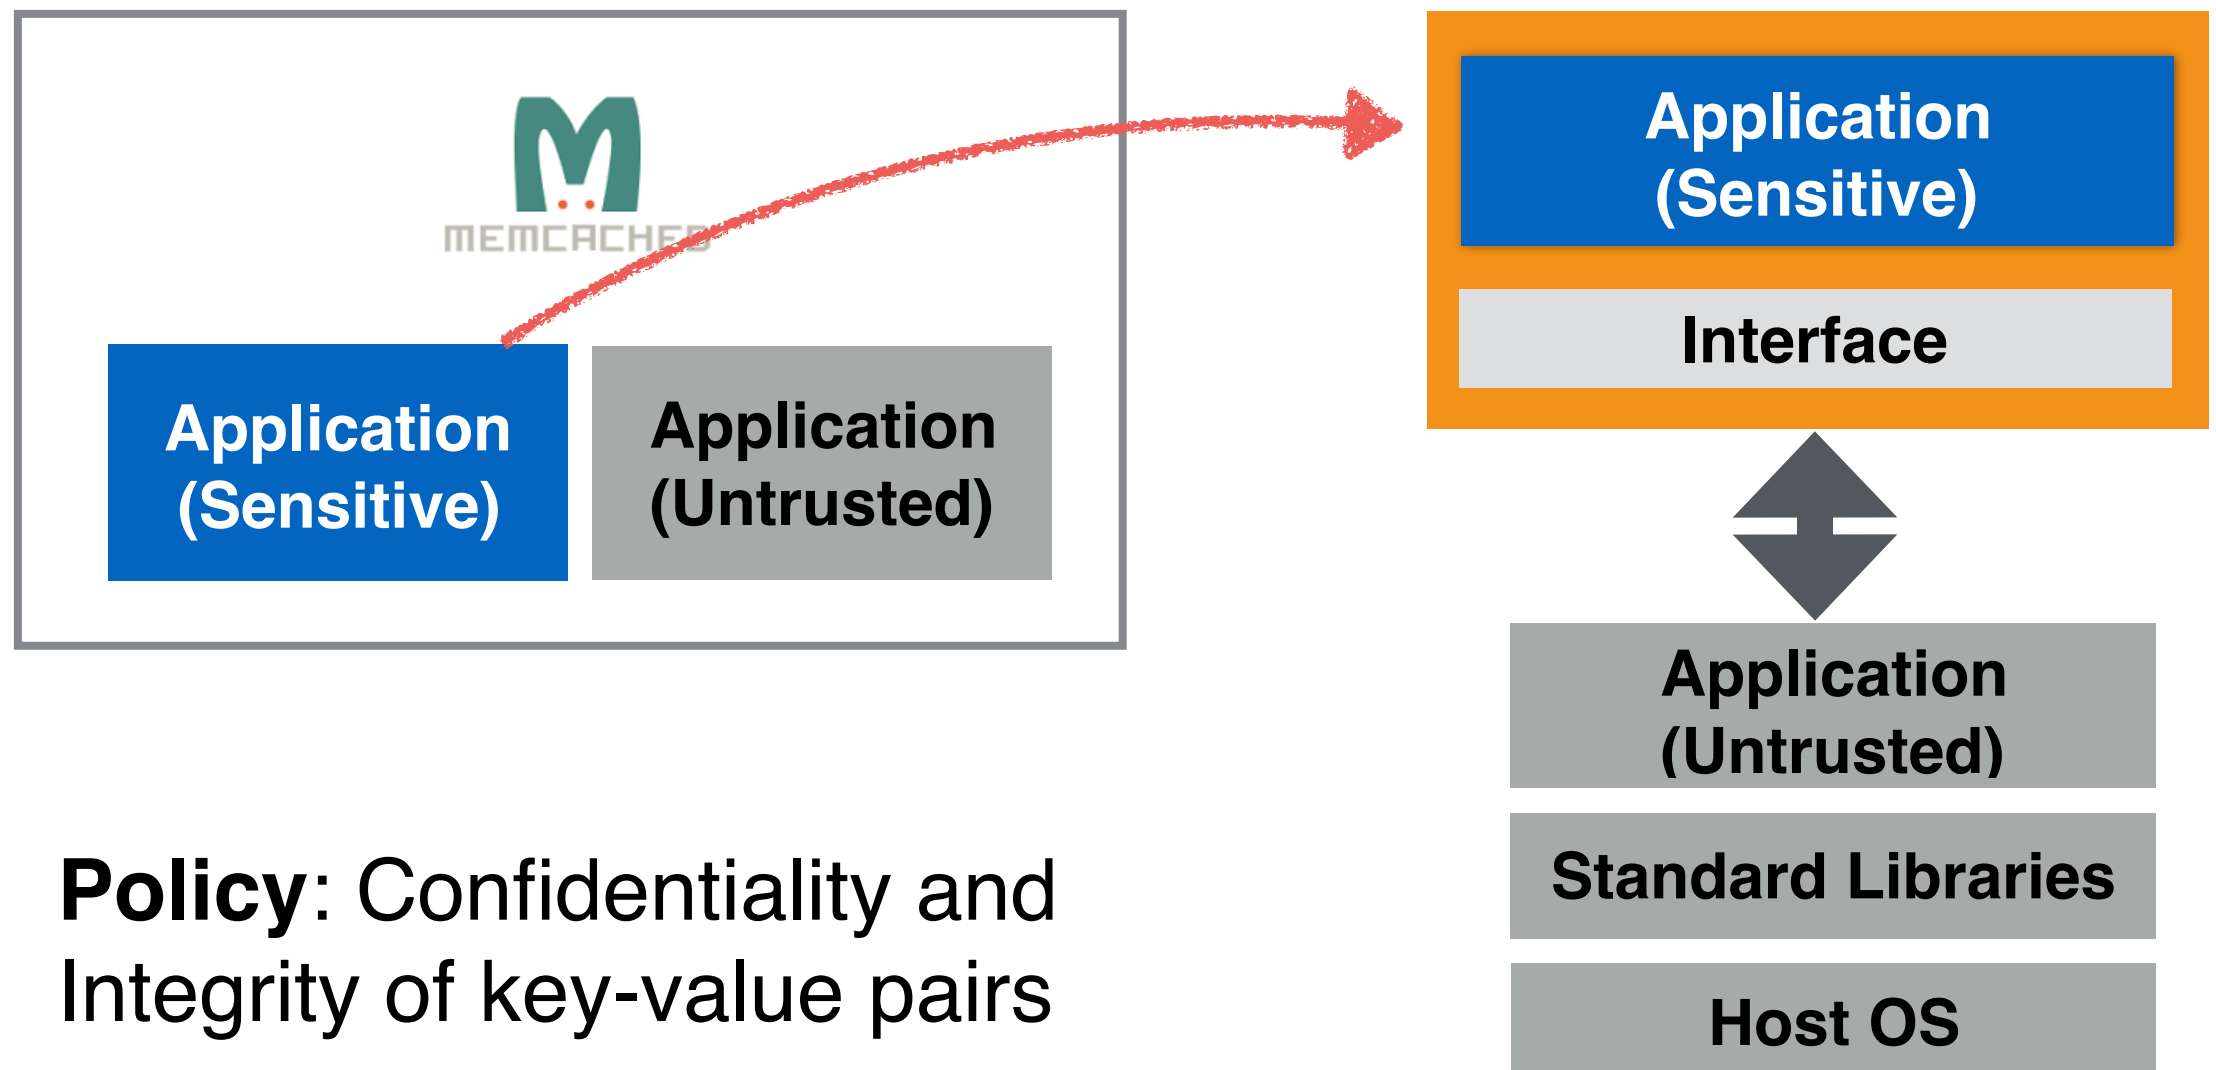 MEMCACHED
Application
(Sensitive)
Application
(Untrusted)
Policy: Confidentiality and
Integrity of key-value pairs
Application
(Sensitive)
Interface
Application
(Untrusted)
Standard Libraries
Host OS